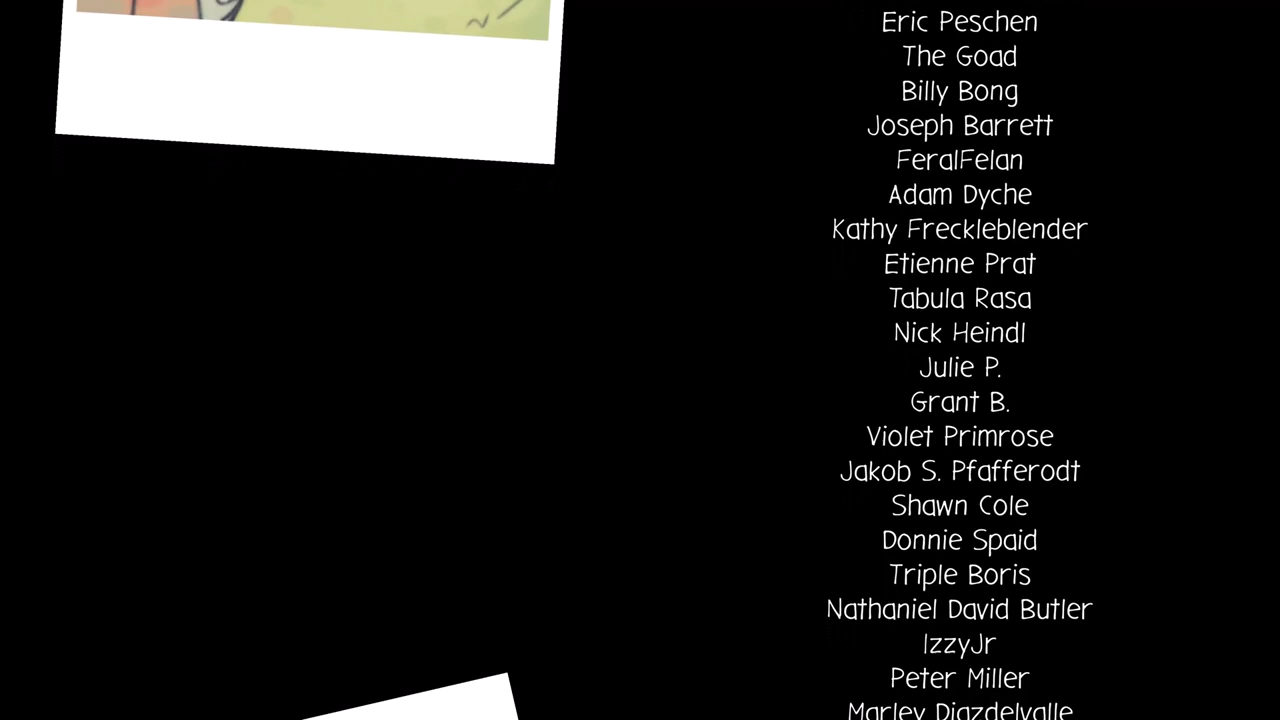 Eric Peschen
The Goad
Billy Bong
Joseph Barrett
FeralFelan
Adam Dyche
Kathy Freckleblender
Etienne Prat
Tabula Rasa
Nick Heindl
Julie P.
Grant B.
Violet Primrose
Jakob S. Pfafferodt
Shawn Cole
Donnie Spaid
Triple Boris
Nathaniel David Butler
IzzyJr
Peter Miller
Marley Diazdelvalle